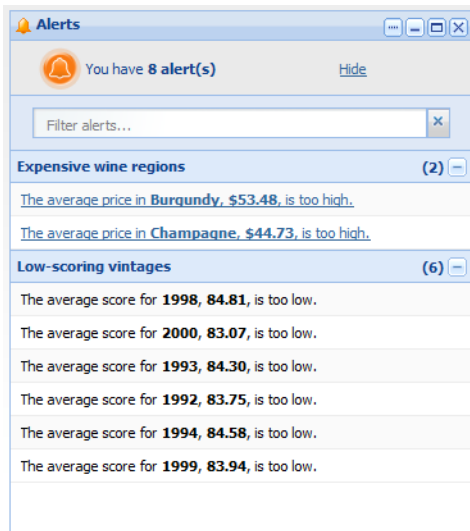 Alerts
You have 8 alert(s) Hide
Filter alerts...
Expensive wine regions (2)
The average price in Burgundy, $53.48, is too high.
The average price in Champagne, $44.73, is too high.
Low-scoring vintages (6)
The average score for 1998, 84.81, is too low.
The average score for 2000, 83.07, is too low.
The average score for 1993, 84.30, is too low.
The average score for 1992, 83.75, is too low.
The average score for 1994, 84.58, is too low.
The average score for 1999, 83.94, is too low.